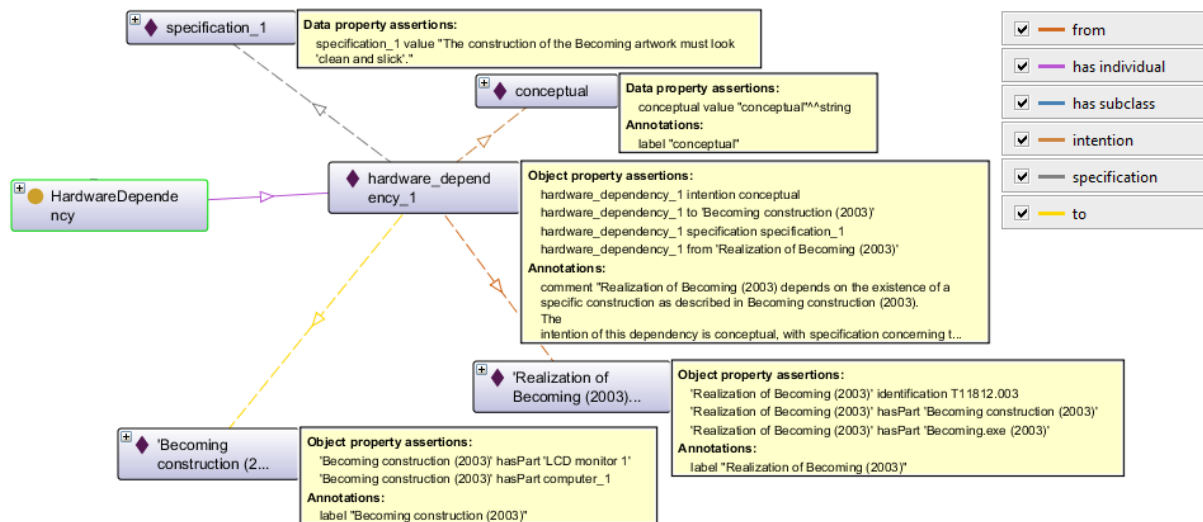 specification_1
Data property assertions:
specification_1 value "The construction of the Becoming artwork must look
'clean and slick'."
conceptual
Data property assertions:
conceptual value "conceptual"^^string
Annotations:
label "conceptual"
from
has individual
has subclass
intention
specification
to
HardwareDepende
ncy
hardware_depend
ency_1
Object property assertions:
hardware_dependency_1 intention conceptual
hardware_dependency_1 to 'Becoming construction (2003)'
hardware_dependency_1 specification specification_1
hardware_dependency_1 from 'Realization of Becoming (2003)'
Annotations:
comment "Realization of Becoming (2003) depends on the existence of a
specific construction as described in Becoming construction (2003).
The
intention of this dependency is conceptual, with specification concerning t...
'Realization of
Becoming (2003)...
Object property assertions:
'Realization of Becoming (2003)' identification T11812.003
'Realization of Becoming (2003)' hasPart 'Becoming construction (2003)'
'Realization of Becoming (2003)' hasPart 'Becoming.exe (2003)'
Annotations:
label "Realization of Becoming (2003)"
'Becoming
construction (2...
Object property assertions:
'Becoming construction (2003)' hasPart 'LCD monitor 1'
'Becoming construction (2003)' hasPart computer_1
Annotations:
label "Becoming construction (2003)"